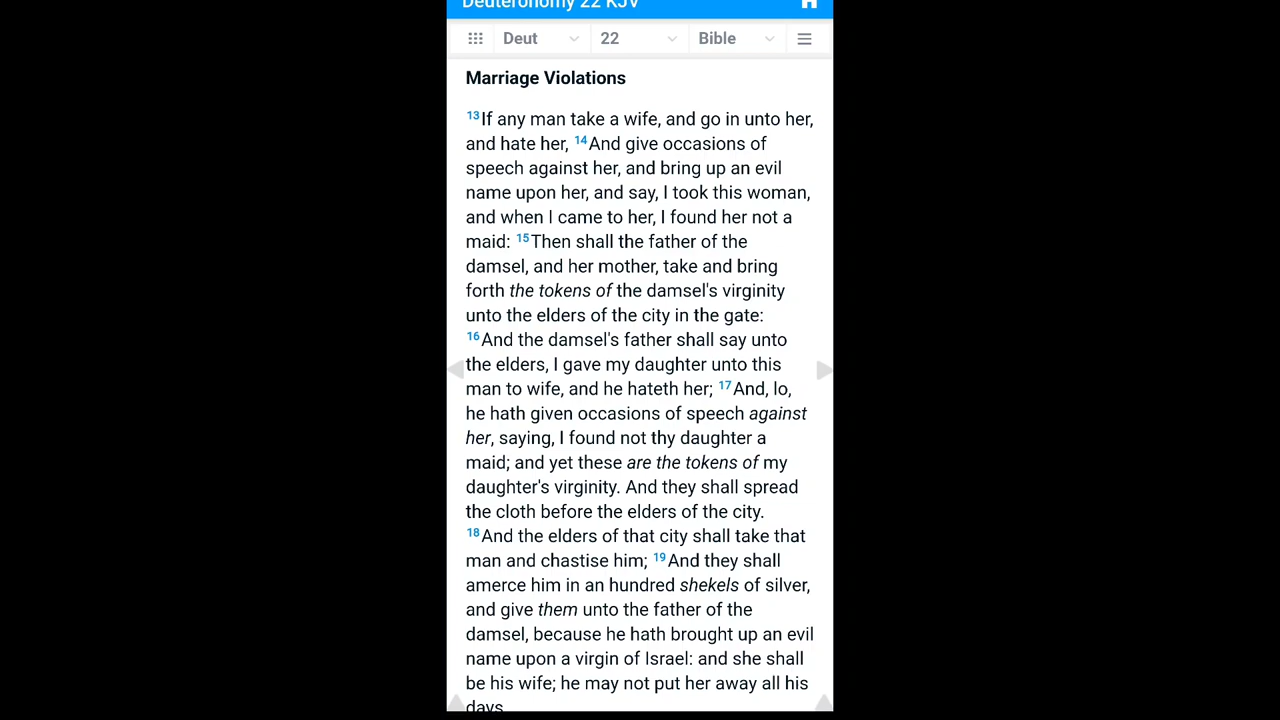 Deuteronomy 22 KJV
Deut 22 Bible
Marriage Violations
13If any man take a wife, and go in unto her,
and hate her, 14And give occasions of
speech against her, and bring up an evil
name upon her, and say, I took this woman,
and when I came to her, I found her not a
maid: 15Then shall the father of the
damsel, and her mother, take and bring
forth the tokens of the damsel's virginity
unto the elders of the city in the gate:
16And the damsel's father shall say unto
the elders, I gave my daughter unto this
man to wife, and he hateth her; 17And, lo,
he hath given occasions of speech against
her, saying, I found not thy daughter a
maid; and yet these are the tokens of my
daughter's virginity. And they shall spread
the cloth before the elders of the city.
18And the elders of that city shall take that
man and chastise him; 19And they shall
amerce him in an hundred shekels of silver,
and give them unto the father of the
damsel, because he hath brought up an evil
name upon a virgin of Israel: and she shall
be his wife; he may not put her away all his
days